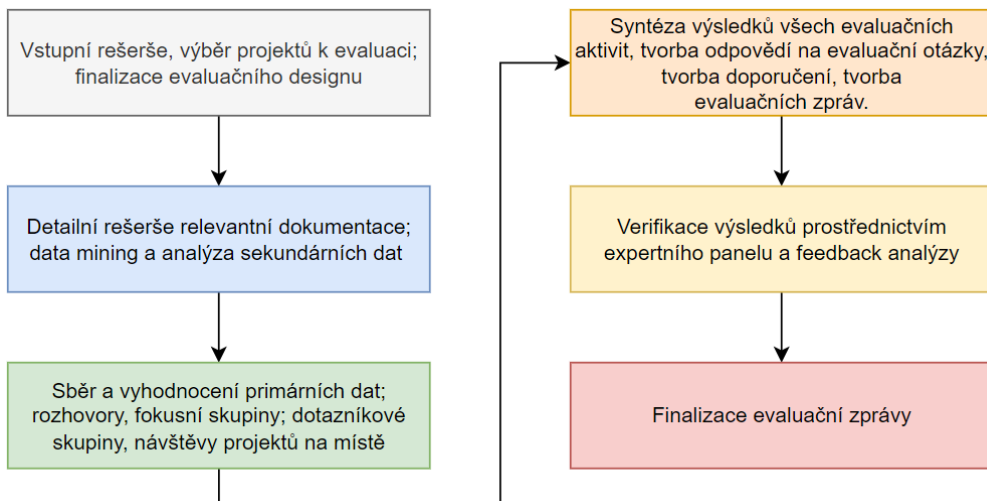 Vstupní rešerše, výběr projektů k evaluaci;
finalizace evaluačního designu
Detailní rešerše relevantní dokumentace;
data mining a analýza sekundárních dat
Sběr a vyhodnocení primárních dat;
rozhovory, fokusní skupiny; dotazníkové
skupiny, návštěvy projektů na místě
Syntéza výsledků všech evaluačních
aktivit, tvorba odpovědí na evaluační otázky,
tvorba doporučení, tvorba
evaluačních zpráv.
Verifikace výsledků prostřednictvím
expertního panelu a feedback analýzy
Finalizace evaluační zprávy